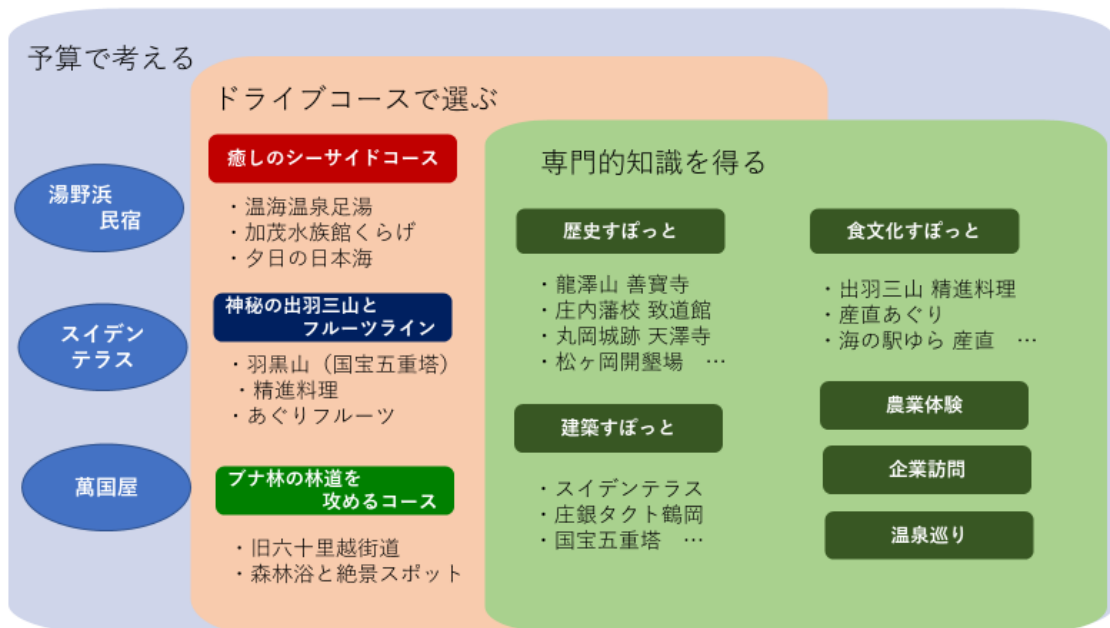 予算で考える
湯野浜
民宿
スイデン
テラス
萬国屋
ドライブコースで選ぶ
癒しのシーサイドコース
・温海温泉足湯
・加茂水族館くらげ
・夕日の日本海
神秘の出羽三山と
フルーツライン
・羽黒山（国宝五重塔）
・精進料理
・あぐりフルーツ
ブナ林の林道を
攻めるコース
・旧六十里越街道
・森林浴と絶景スポット
専門的知識を得る
歴史すぽっと
・龍澤山 善寶寺
・庄内藩校 致道館
・丸岡城跡 天澤寺
・松ヶ岡開墾場 …
建築すぽっと
・スイデンテラス
・庄銀タクト鶴岡
・国宝五重塔 …
食文化すぽっと
・出羽三山 精進料理
・産直あぐり
・海の駅ゆら 産直 …
農業体験
企業訪問
温泉巡り